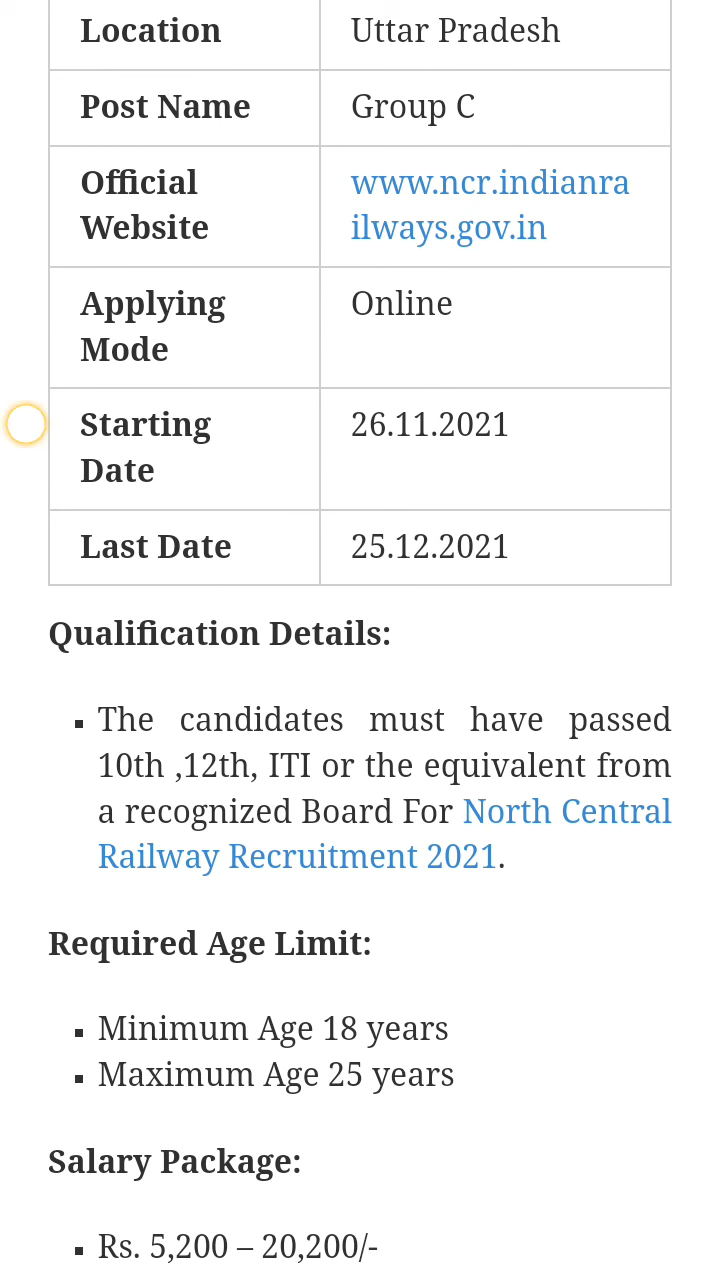 Location Uttar Pradesh
Post Name Group C
Official www.ncr.indianra
Website ilways.gov.in
Applying Online
Mode
Starting 26.11.2021
Date
Last Date 25.12.2021
Qualification Details:
▪ The candidates must have passed
10th ,12th, ITI or the equivalent from
a recognized Board For North Central
Railway Recruitment 2021.
Required Age Limit:
▪ Minimum Age 18 years
▪ Maximum Age 25 years
Salary Package:
▪ Rs. 5,200 – 20,200/-